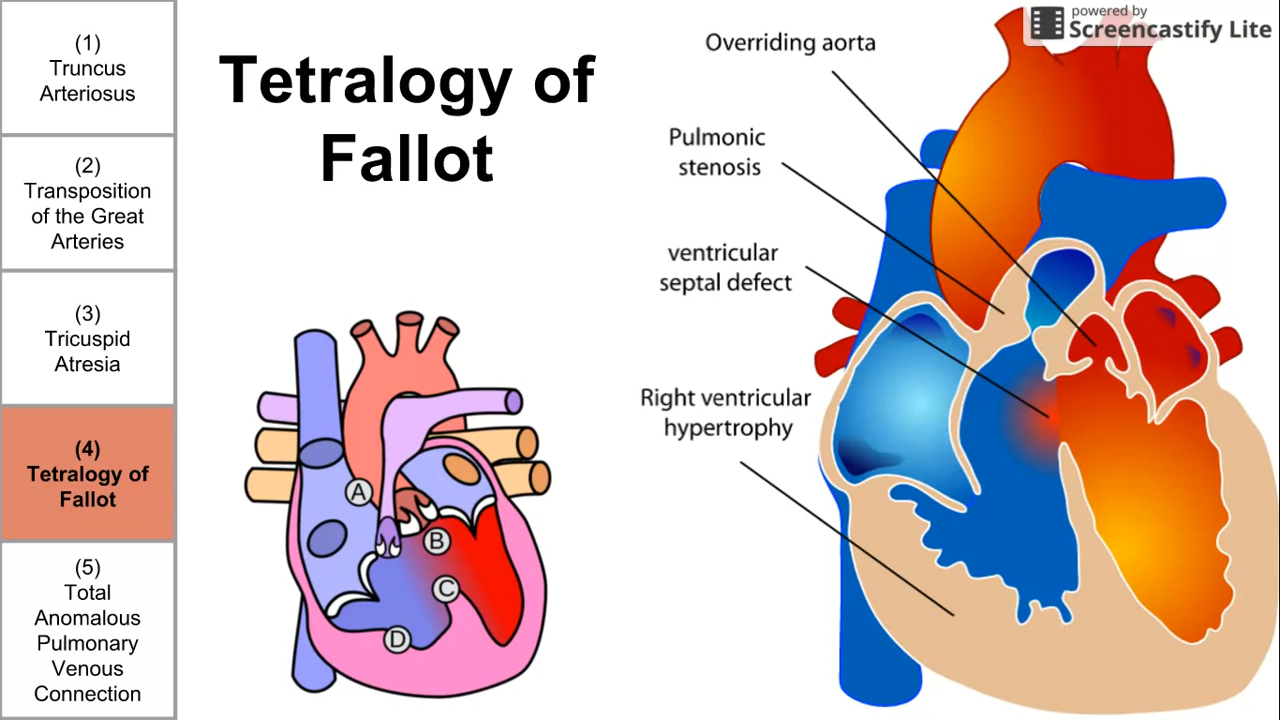 (1)
Truncus
Arteriosus
(2)
Transposition
of the Great
Arteries
(3)
Tricuspid
Atresia
(4)
Tetralogy of
Fallot
(5)
Total
Anomalous
Pulmonary
Venous
Connection
Tetralogy of
Fallot
A
B
C
D
Overriding aorta
Pulmonic
stenosis
ventricular
septal defect
Right ventricular
hypertrophy
powered by
Screencastify Lite